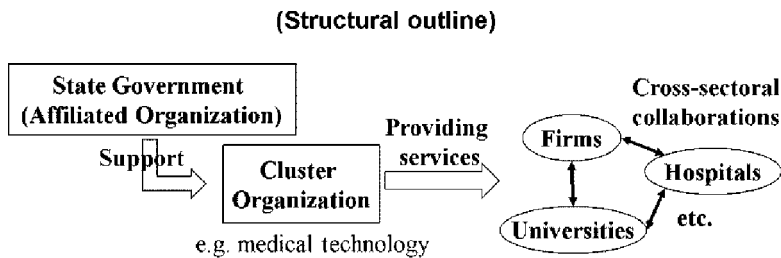 (Structural outline)
State Government
(Affiliated Organization)
Support
Cluster
Organization
e.g. medical technology
Providing
services
Cross-sectoral
collaborations
Firms
Hospitals
Universities
etc.